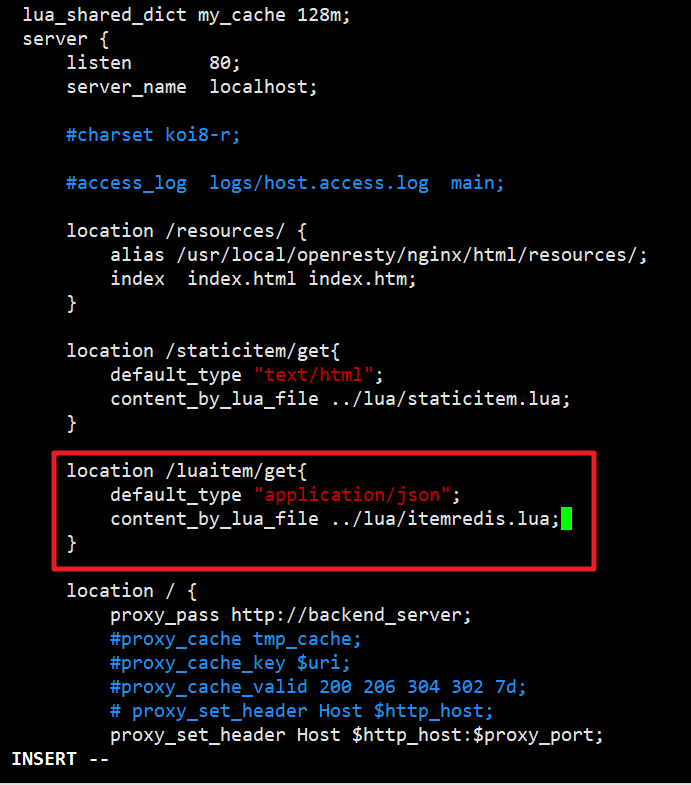 lua_shared_dict my_cache 128m;
server {
    listen       80;
    server_name  localhost;
    #charset koi8-r;
    #access_log  logs/host.access.log  main;
    location /resources/ {
        alias /usr/local/openresty/nginx/html/resources/;
        index  index.html index.htm;
    }
    location /staticitem/get{
        default_type "text/html";
        content_by_lua_file ../lua/staticitem.lua;
    }
    location /luaitem/get{
        default_type "application/json";
        content_by_lua_file ../lua/itemredis.lua;
    }
    location / {
        proxy_pass http://backend_server;
        #proxy_cache tmp_cache;
        #proxy_cache_key $uri;
        #proxy_cache_valid 200 206 304 302 7d;
        # proxy_set_header Host $http_host;
        proxy_set_header Host $http_host:$proxy_port;
INSERT --